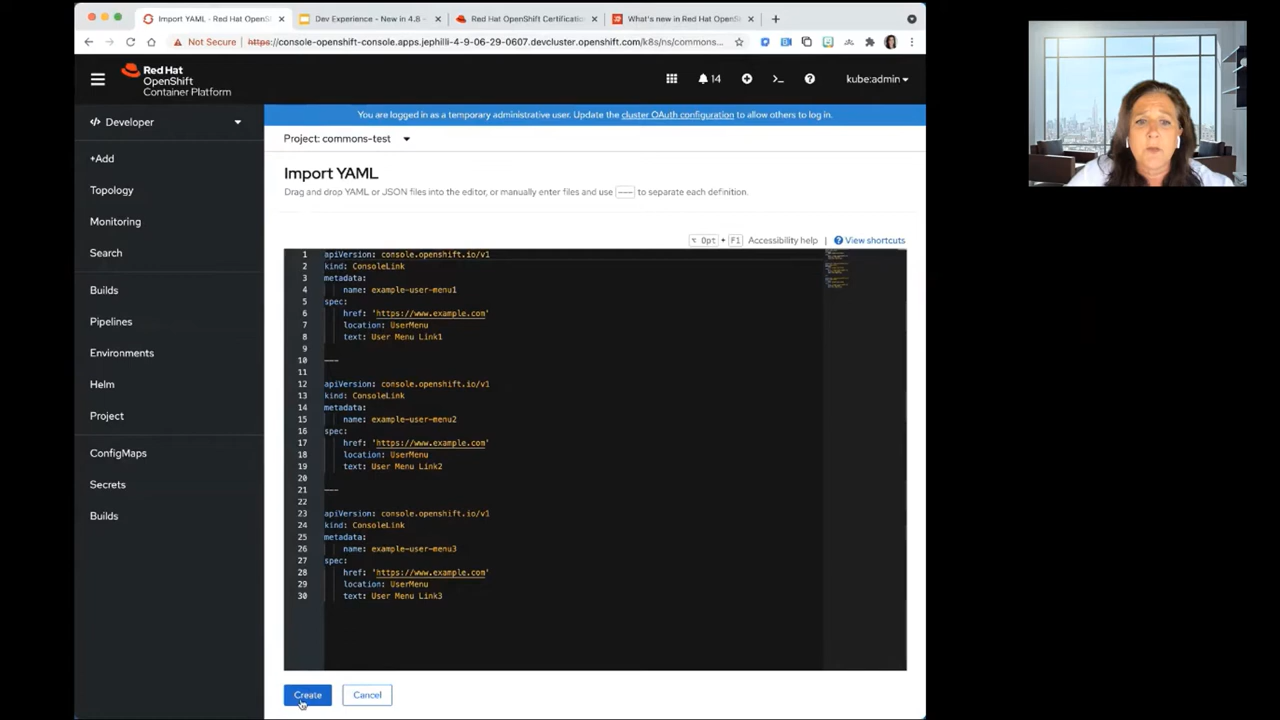 Import YAML - Red Hat OpenSh
Dev Experience - New in 4.8 -
Red Hat OpenShift Certification
What's new in Red Hat OpenShi
Not Secure
https://console-openshift-console.apps.jephilli-4-9-06-29-0607.devcluster.openshift.com/k8s/ns/commons...
Red Hat
OpenShift
Container Platform
14
kube:admin
You are logged in as a temporary administrative user. Update the cluster OAuth configuration to allow others to log in.
Developer
+Add
Topology
Monitoring
Search
Builds
Pipelines
Environments
Helm
Project
ConfigMaps
Secrets
Builds
Project: commons-test
Import YAML
Drag and drop YAML or JSON files into the editor, or manually enter files and use --- to separate each definition.
Opt + F1 Accessibility help | View shortcuts
1 apiVersion: console.openshift.io/v1
2 kind: ConsoleLink
3 metadata:
4 name: example-user-menu1
5 spec:
6 href: 'https://www.example.com'
7 location: UserMenu
8 text: User Menu Link1
9
10 ---
11
12 apiVersion: console.openshift.io/v1
13 kind: ConsoleLink
14 metadata:
15 name: example-user-menu2
16 spec:
17 href: 'https://www.example.com'
18 location: UserMenu
19 text: User Menu Link2
20
21 ---
22
23 apiVersion: console.openshift.io/v1
24 kind: ConsoleLink
25 metadata:
26 name: example-user-menu3
27 spec:
28 href: 'https://www.example.com'
29 location: UserMenu
30 text: User Menu Link3
Create
Cancel